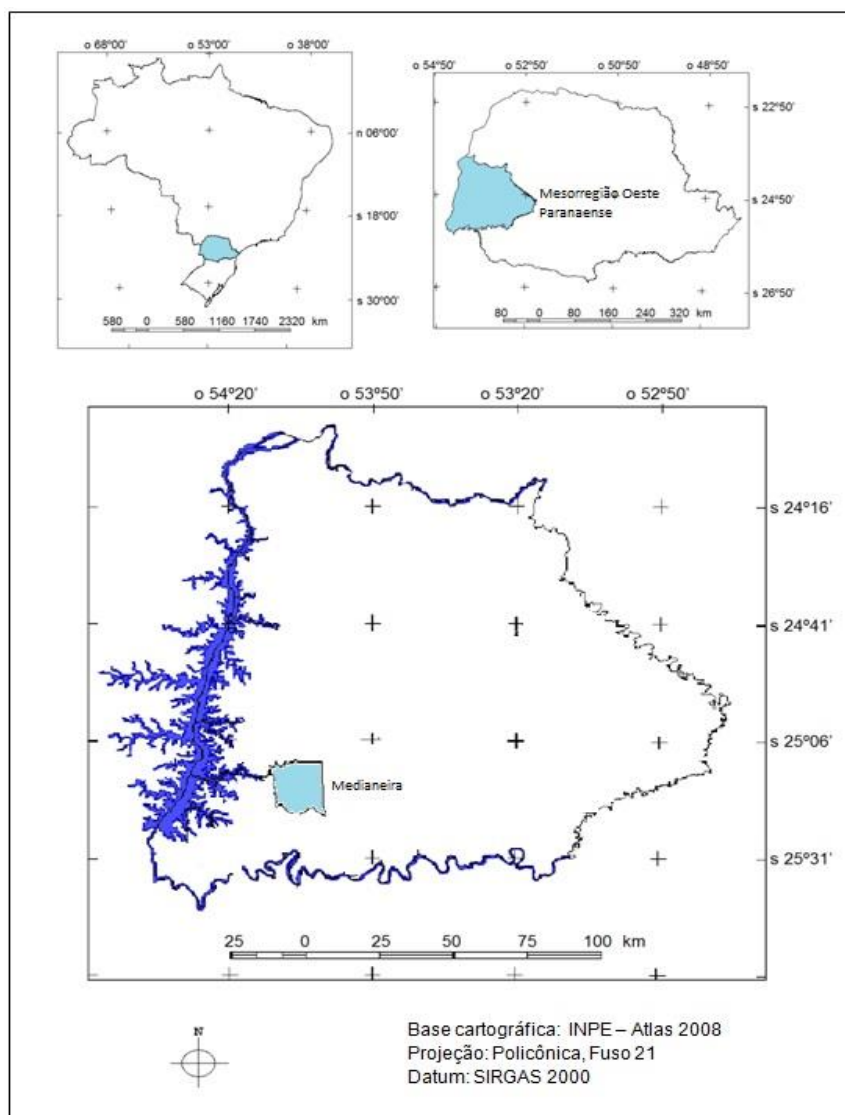 o 68°00' o 53°00' o 38°00'
n 06°00'
s 18°00'
s 30°00'
580 0 580 1160 1740 2320 km
o 54°50' o 52°50' o 50°50' o 48°50'
s 22°50'
Mesorregião Oeste
Paranaense
s 24°50'
s 26°50'
80 0 80 160 240 320 km
o 54°20' o 53°50' o 53°20' o 52°50'
s 24°16'
s 24°41'
s 25°06'
Medianeira
s 25°31'
25 0 25 50 75 100 km
N
Base cartográfica: INPE – Atlas 2008
Projeção: Policônica, Fuso 21
Datum: SIRGAS 2000